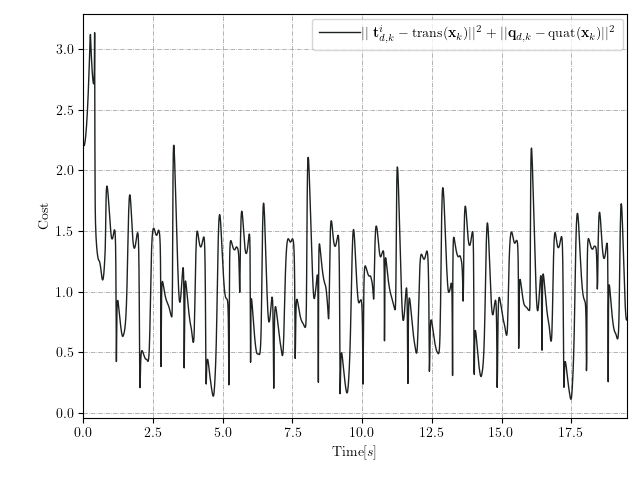 || t^i_{d,k} − trans(x_k)||^2 + ||q_{d,k} − quat(x_k)||^2
3.0
2.5
2.0
1.5
1.0
0.5
0.0
Cost
0.0 2.5 5.0 7.5 10.0 12.5 15.0 17.5
Time[s]